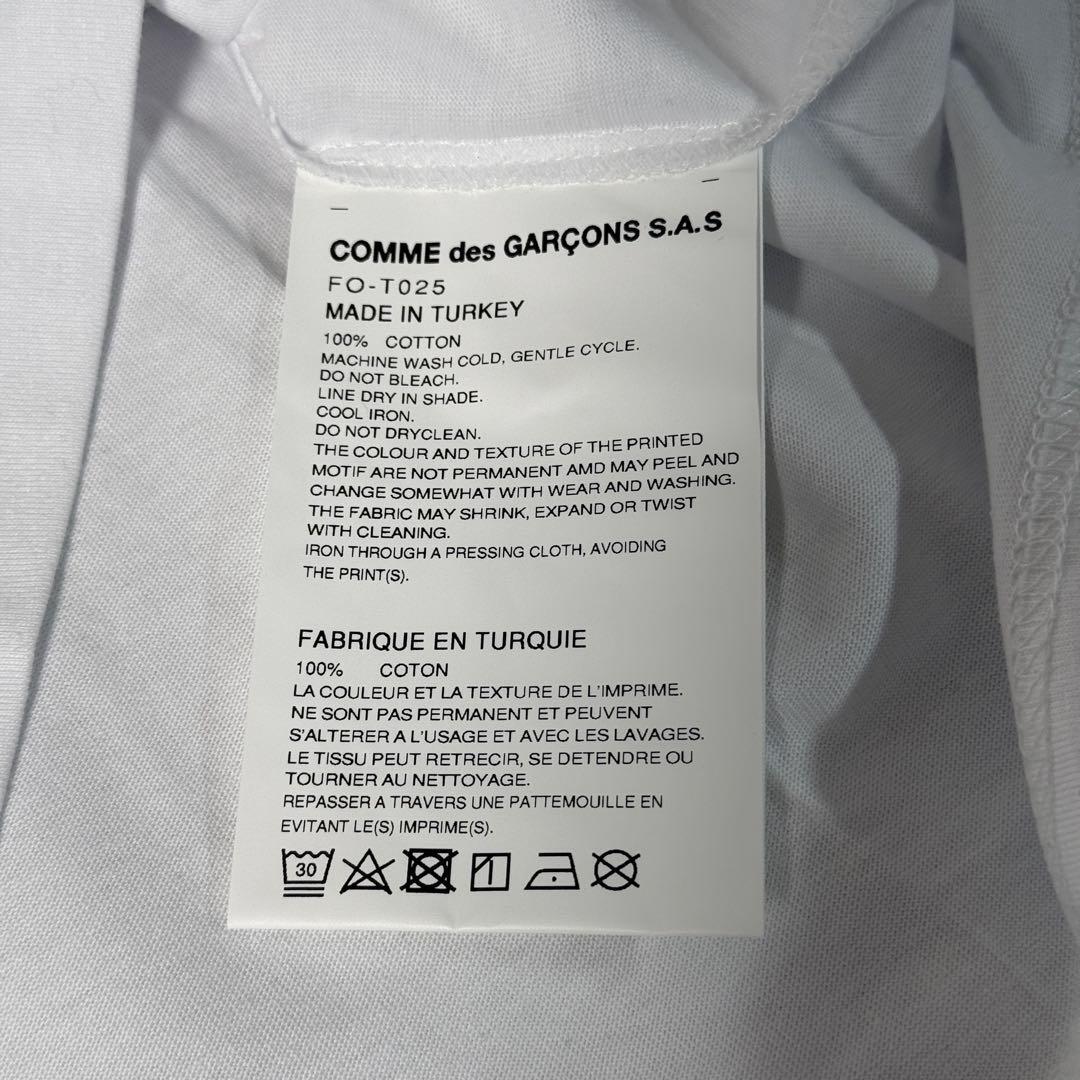 COMME des GARÇONS S.A.S
FO-T025
MADE IN TURKEY
100% COTTON
MACHINE WASH COLD, GENTLE CYCLE.
DO NOT BLEACH.
LINE DRY IN SHADE.
COOL IRON.
DO NOT DRYCLEAN.
THE COLOUR AND TEXTURE OF THE PRINTED
MOTIF ARE NOT PERMANENT AMD MAY PEEL AND
CHANGE SOMEWHAT WITH WEAR AND WASHING.
THE FABRIC MAY SHRINK, EXPAND OR TWIST
WITH CLEANING.
IRON THROUGH A PRESSING CLOTH, AVOIDING
THE PRINT(S).
FABRIQUE EN TURQUIE
100% COTON
LA COULEUR ET LA TEXTURE DE L'IMPRIME.
NE SONT PAS PERMANENT ET PEUVENT
S'ALTERER A L'USAGE ET AVEC LES LAVAGES.
LE TISSU PEUT RETRECIR, SE DETENDRE OU
TOURNER AU NETTOYAGE.
REPASSER A TRAVERS UNE PATTEMOUILLE EN
EVITANT LE(S) IMPRIME(S).
30